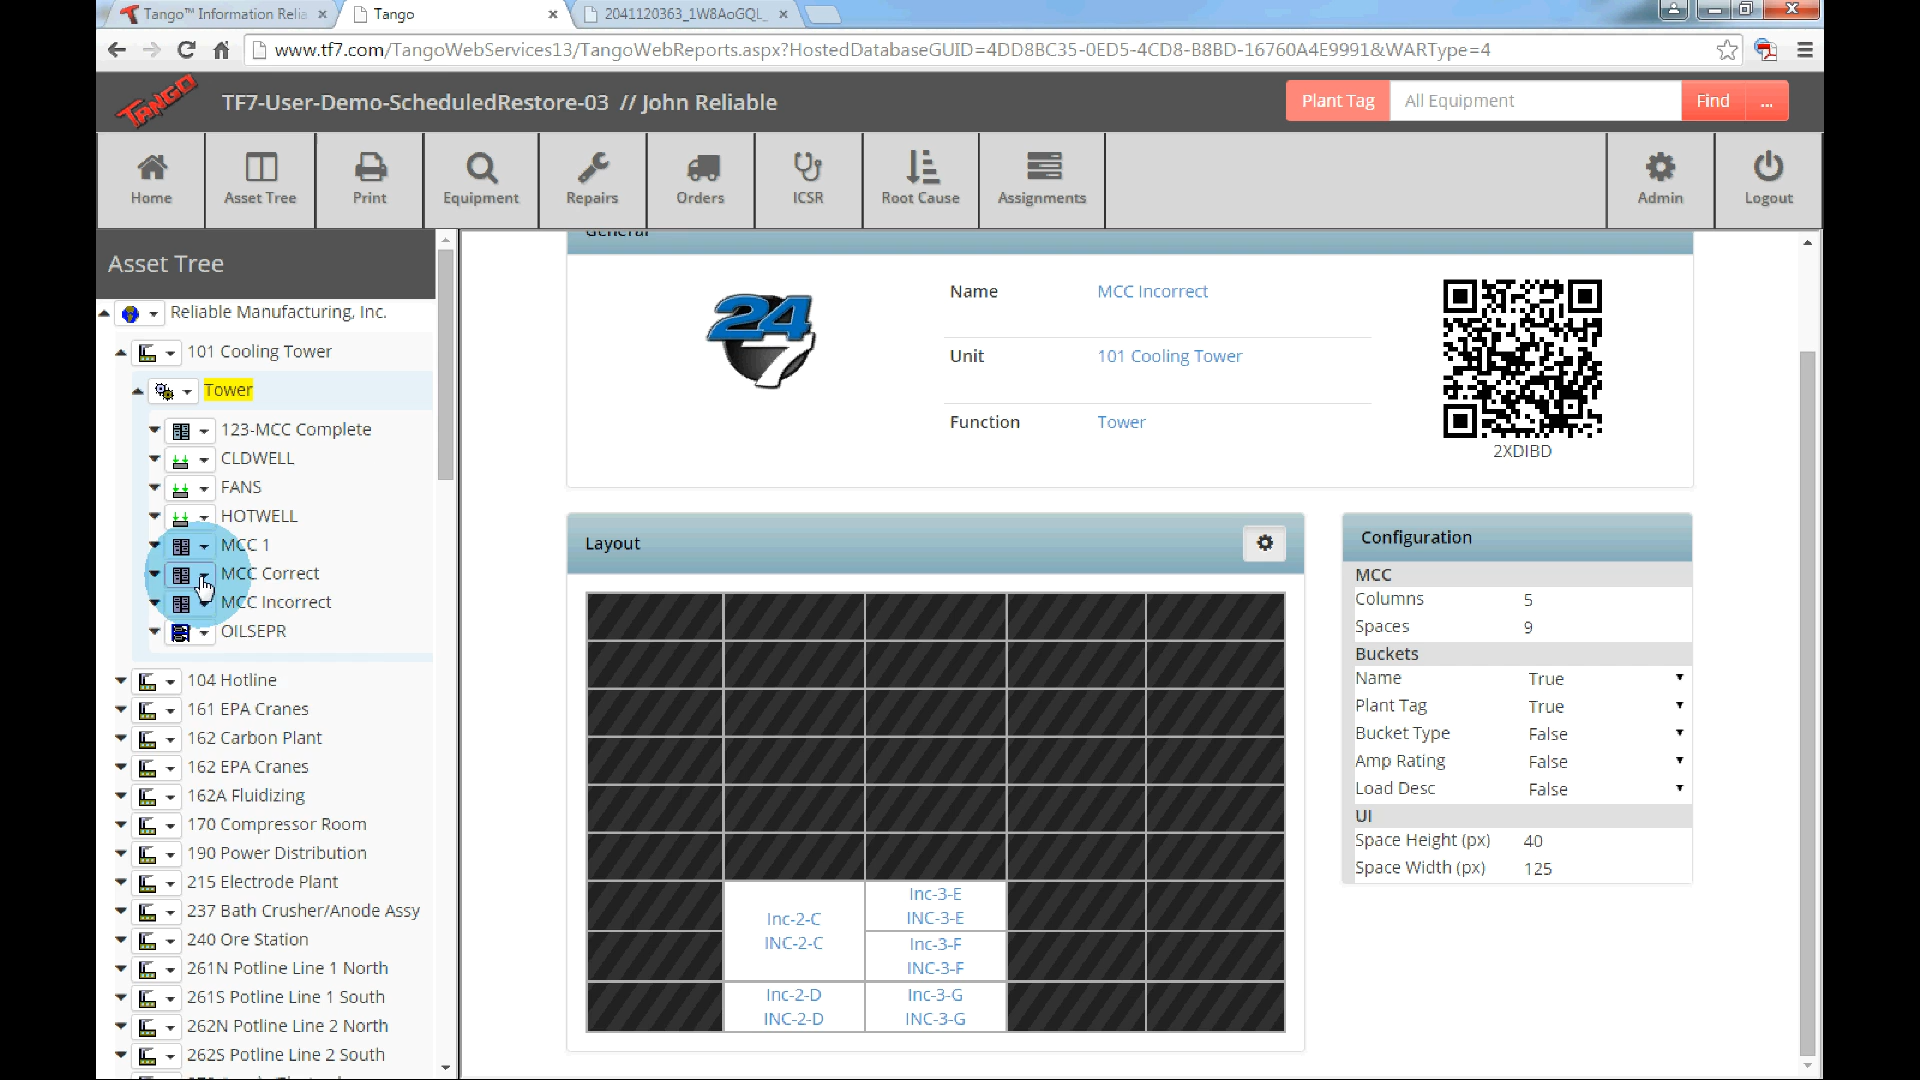 Tango™ Information Relia
Tango
2041120363_1W8AoGQL_
www.tf7.com/TangoWebServices13/TangoWebReports.aspx?HostedDatabaseGUID=4DD8BC35-0ED5-4CD8-B8BD-16760A4E9991&WARType=4
TANGO
TF7-User-Demo-ScheduledRestore-03 // John Reliable
Plant Tag
All Equipment
Find
...
Home
Asset Tree
Print
Equipment
Repairs
Orders
ICSR
Root Cause
Assignments
Admin
Logout
Asset Tree
Reliable Manufacturing, Inc.
101 Cooling Tower
Tower
123-MCC Complete
CLDWELL
FANS
HOTWELL
MCC 1
MCC Correct
MCC Incorrect
OILSEPR
104 Hotline
161 EPA Cranes
162 Carbon Plant
162 EPA Cranes
162A Fluidizing
170 Compressor Room
190 Power Distribution
215 Electrode Plant
237 Bath Crusher/Anode Assy
240 Ore Station
261N Potline Line 1 North
261S Potline Line 1 South
262N Potline Line 2 North
262S Potline Line 2 South
General
24
7
Name MCC Incorrect
Unit 101 Cooling Tower
Function Tower
2XDIBD
Layout
Inc-2-C
INC-2-C
Inc-2-D
INC-2-D
Inc-3-E
INC-3-E
Inc-3-F
INC-3-F
Inc-3-G
INC-3-G
Configuration
MCC
Columns 5
Spaces 9
Buckets
Name True
Plant Tag True
Bucket Type False
Amp Rating False
Load Desc False
UI
Space Height (px) 40
Space Width (px) 125